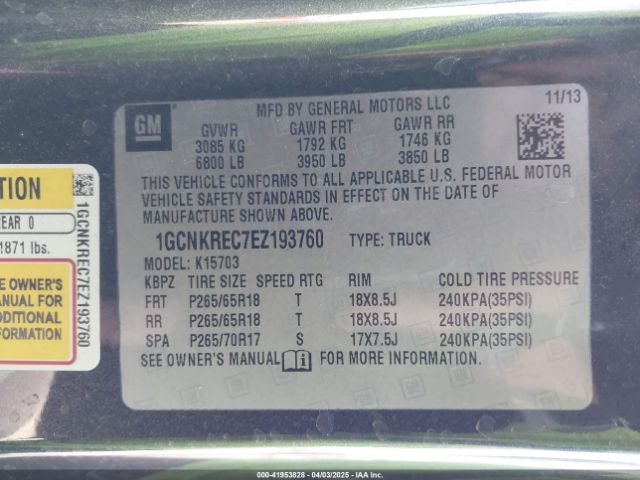 TION
REAR 0
1871 lbs.
E OWNER'S
ANUAL FOR
DDITIONAL
RMATION
1GCNKREC7EZ193760
GM
MFD BY GENERAL MOTORS LLC 11/13
GVWR GAWR FRT GAWR RR
3085 KG 1792 KG 1746 KG
6800 LB 3950 LB 3850 LB
THIS VEHICLE CONFORMS TO ALL APPLICABLE U.S. FEDERAL MOTOR
VEHICLE SAFETY STANDARDS IN EFFECT ON THE DATE OF
MANUFACTURE SHOWN ABOVE.
1GCNKREC7EZ193760 TYPE: TRUCK
MODEL: K15703
KBPZ TIRE SIZE SPEED RTG RIM COLD TIRE PRESSURE
FRT P265/65R18 T 18X8.5J 240KPA(35PSI)
RR P265/65R18 T 18X8.5J 240KPA(35PSI)
SPA P265/70R17 S 17X7.5J 240KPA(35PSI)
SEE OWNER'S MANUAL FOR MORE INFORMATION.
000-41953828 - 04/03/2025 - IAAI.CA